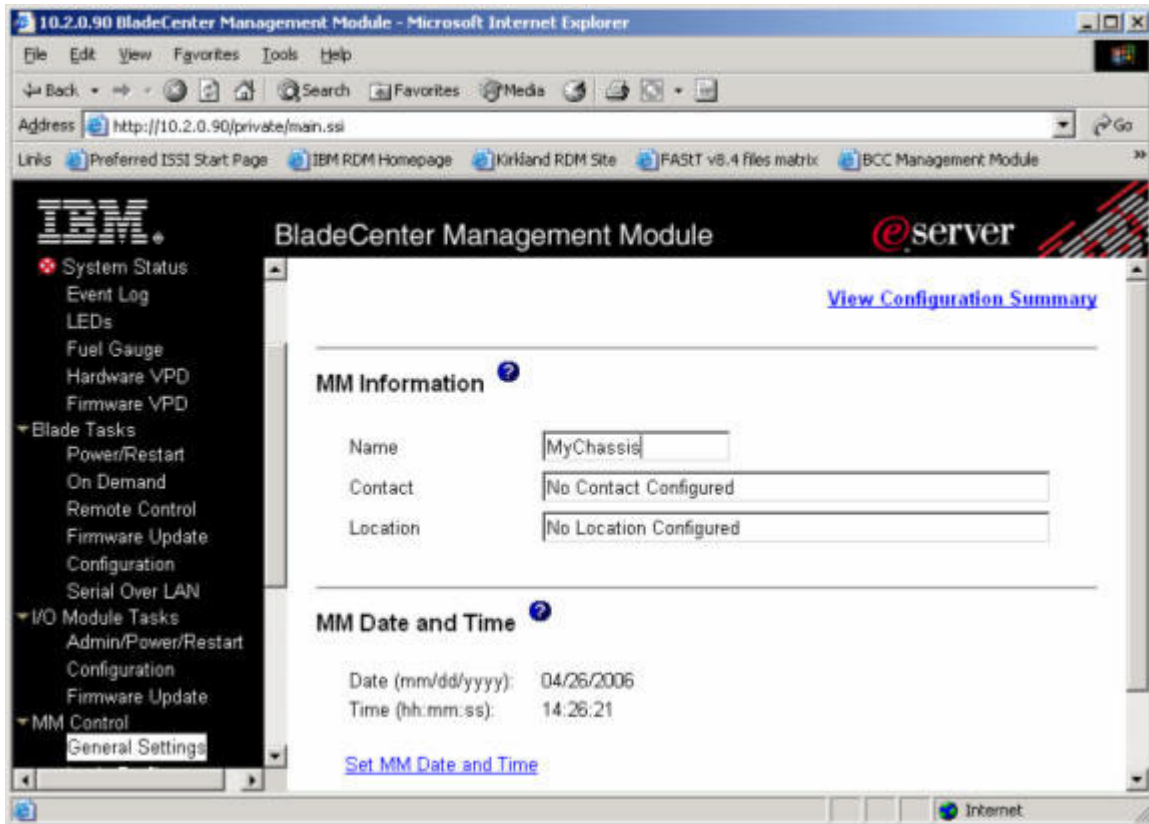 10.2.0.90 BladeCenter Management Module - Microsoft Internet Explorer
File Edit View Favorites Tools Help
Back Search Favorites Media
Address http://10.2.0.90/private/main.ssi Go
Links Preferred ISSI Start Page IBM RDM Homepage Kirkland RDM Site FAStT v8.4 files matrix BCC Management Module »
IBM. BladeCenter Management Module eserver
System Status
Event Log
LEDs
Fuel Gauge
Hardware VPD
Firmware VPD
Blade Tasks
Power/Restart
On Demand
Remote Control
Firmware Update
Configuration
Serial Over LAN
I/O Module Tasks
Admin/Power/Restart
Configuration
Firmware Update
MM Control
General Settings
View Configuration Summary
MM Information ?
Name MyChassis
Contact No Contact Configured
Location No Location Configured
MM Date and Time ?
Date (mm/dd/yyyy): 04/26/2006
Time (hh:mm:ss): 14:26:21
Set MM Date and Time
Internet